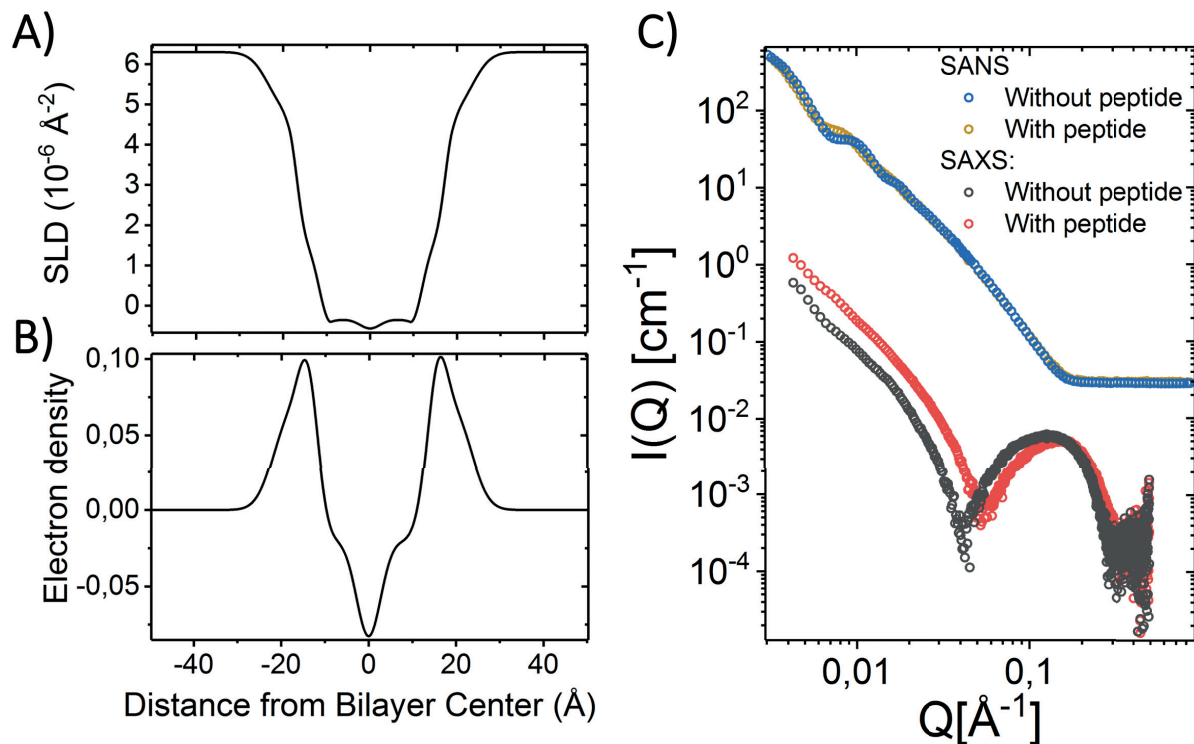 A)
SLD (10-6 Å-2)
6
5
4
3
2
1
0
B)
Electron density
0,10
0,05
0,00
-0,05
-40
-20
0
20
40
Distance from Bilayer Center (Å)
C)
I(Q) [cm-1]
102
101
100
10-1
10-2
10-3
10-4
SANS
Without peptide
With peptide
SAXS:
Without peptide
With peptide
0,01
0,1
Q[Å-1]